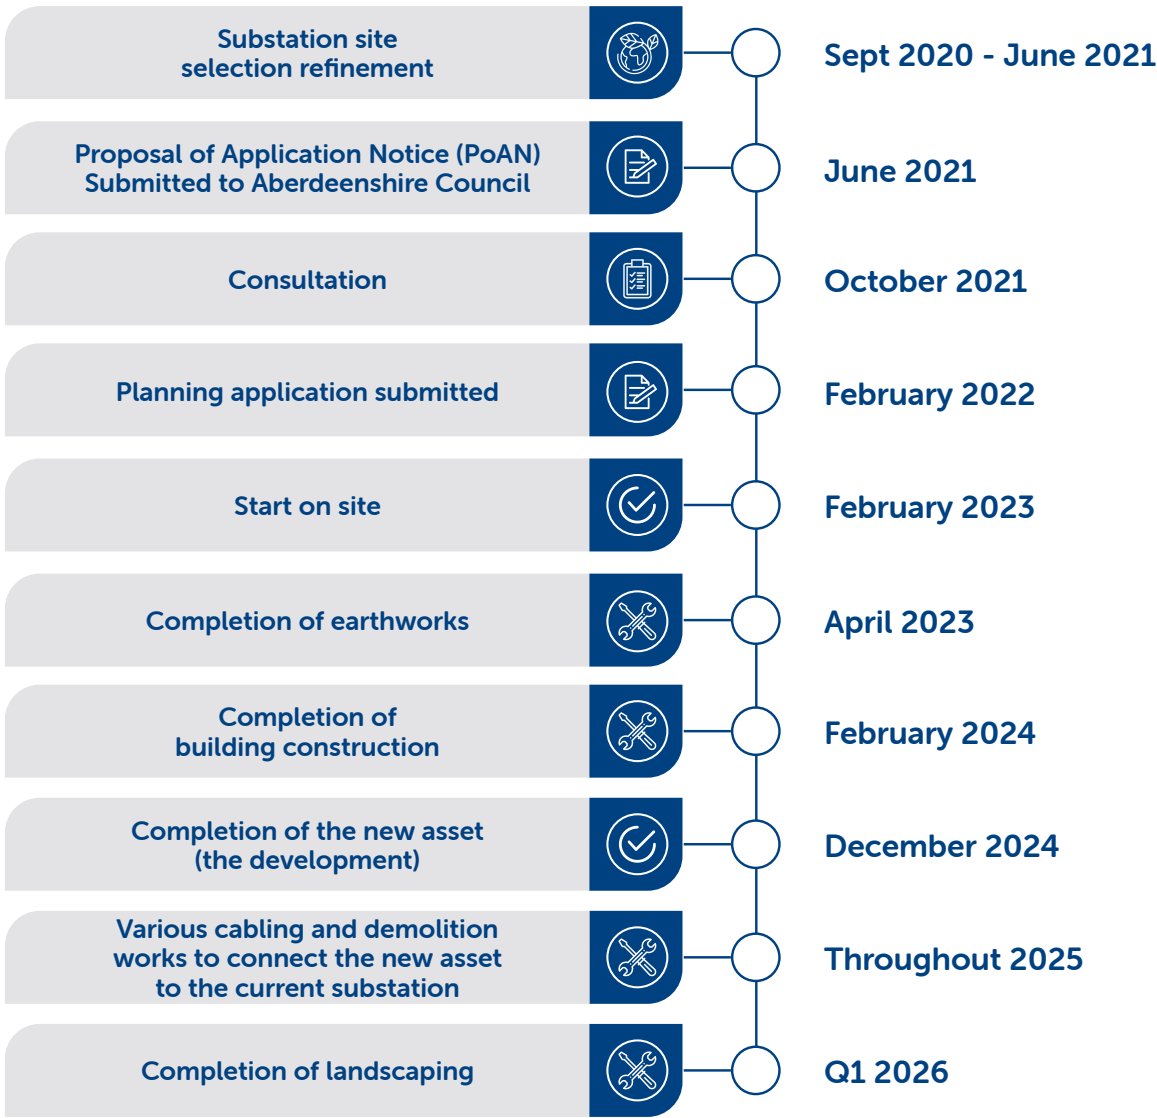 Substation site
selection refinement
Sept 2020 - June 2021
Proposal of Application Notice (PoAN)
Submitted to Aberdeenshire Council
June 2021
Consultation
October 2021
Planning application submitted
February 2022
Start on site
February 2023
Completion of earthworks
April 2023
Completion of
building construction
February 2024
Completion of the new asset
(the development)
December 2024
Various cabling and demolition
works to connect the new asset
to the current substation
Throughout 2025
Completion of landscaping
Q1 2026